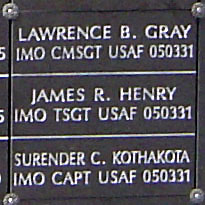 LAWRENCE B. GRAY
IMO CMSGT USAF 050331
JAMES R. HENRY
IMO TSGT USAF 050331
SURENDER C. KOTHAKOTA
IMO CAPT USAF 050331